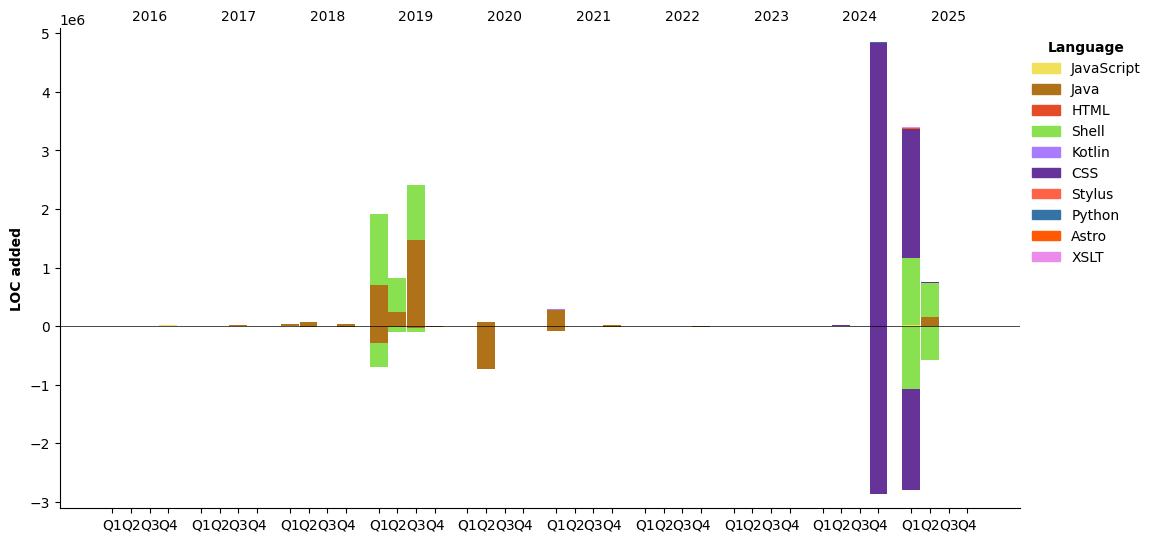 1e6
2016 2017 2018 2019 2020 2021 2022 2023 2024 2025
5
4
3
2
1
0
−1
−2
−3
LOC added
Q1Q2Q3Q4 Q1Q2Q3Q4 Q1Q2Q3Q4 Q1Q2Q3Q4 Q1Q2Q3Q4 Q1Q2Q3Q4 Q1Q2Q3Q4 Q1Q2Q3Q4 Q1Q2Q3Q4 Q1Q2Q3Q4
Language
JavaScript
Java
HTML
Shell
Kotlin
CSS
Stylus
Python
Astro
XSLT